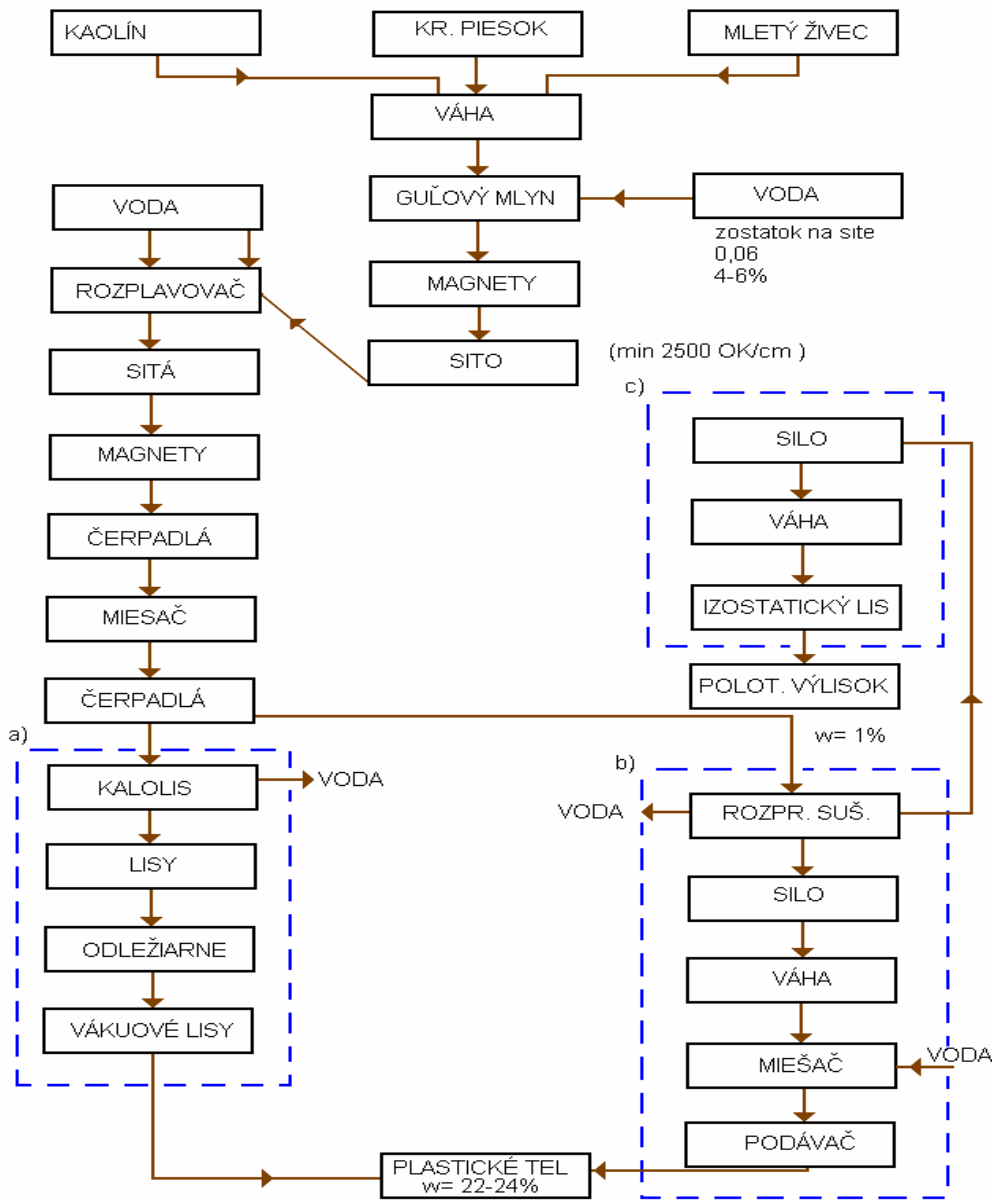 KAOLÍN
KR. PIESOK
MLETÝ ŽIVEC
VÁHA
GUĽOVÝ MLYN
VODA
zostatok na site
0,06
4-6%
VODA
ROZPLAVOVAČ
MAGNETY
SITO
(min 2500 OK/cm )
SITÁ
MAGNETY
ČERPADLÁ
MIESAČ
ČERPADLÁ
c)
SILO
VÁHA
IZOSTATICKÝ LIS
POLOT. VÝLISOK
w= 1%
a)
KALOLIS
VODA
LISY
ODLEŽIARNE
VÁKUOVÉ LISY
b)
VODA
ROZPR. SUŠ.
SILO
VÁHA
MIEŠAČ
VODA
PODÁVAČ
PLASTICKÉ TEL
w= 22-24%